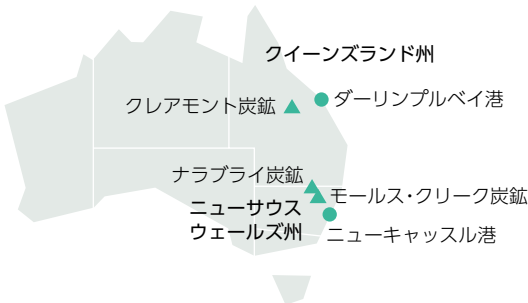 クイーンズランド州
ダーリンプルベイ港
クレアモント炭鉱
ナラブライ炭鉱
モールス・クリーク炭鉱
ニューサウス
ウェールズ州
ニューキャッスル港